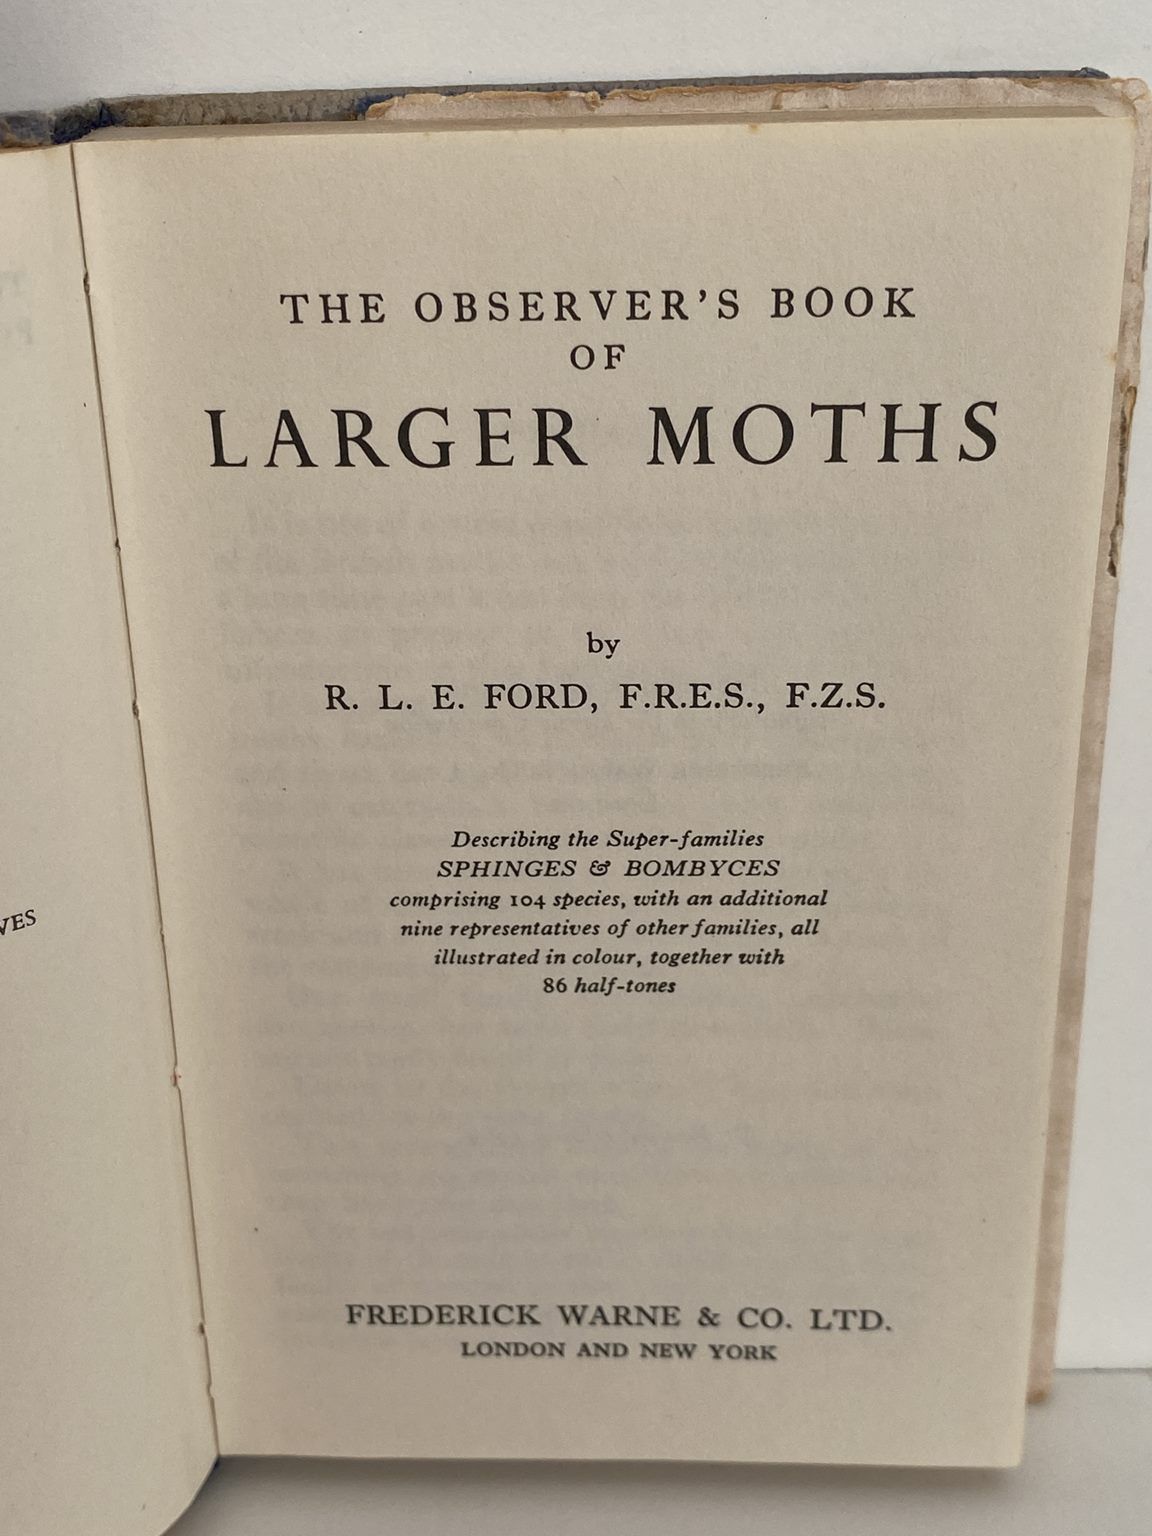 THE OBSERVER'S BOOK
OF
LARGER MOTHS
by
R. L. E. FORD, F.R.E.S., F.Z.S.
Describing the Super-families
SPHINGES & BOMBYCES
comprising 104 species, with an additional
nine representatives of other families, all
illustrated in colour, together with
86 half-tones
FREDERICK WARNE & CO. LTD.
LONDON AND NEW YORK